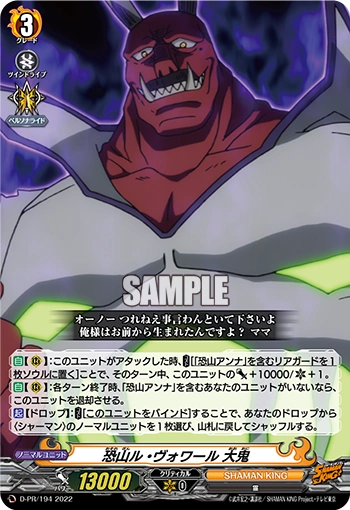 3
グレード
ツインドライブ
ペルソナライド
SAMPLE
オーノー つれねえ事言わんといて下さいよ
俺様はお前から生まれたんですよ？ ママ
自【】：このユニットがアタックした時、［「恐山アンナ」を含むリアガードを１
枚ソウルに置く］ことで、そのターン中、このユニットの+10000/+１。
自【】：各ターン終了時、「恐山アンナ」を含むあなたのユニットがいないなら、
このユニットを退却させる。
起【ドロップ】：［このユニットをバインド］することで、あなたのドロップから
〈シャーマン〉のノーマルユニットを１枚選び、山札に戻してシャッフルする。
ノーマルユニット
恐山ル・ヴォワール 大鬼
パワー
13000
クリティカル
0
SHAMAN KING
霊
SHAMAN KING
D-PR/194 2022